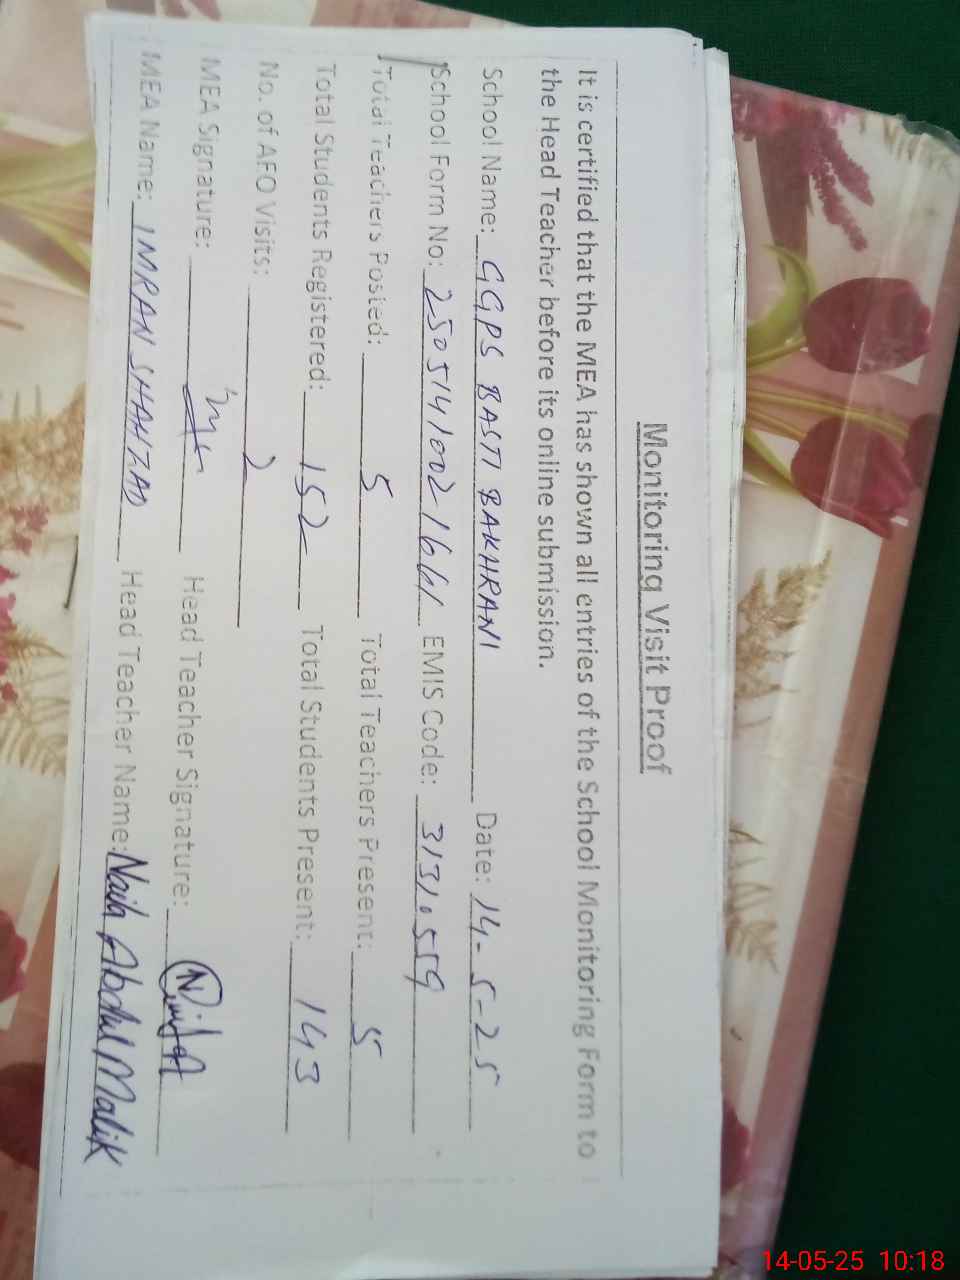 Monitoring Visit Proof
It is certified that the MEA has shown all entries of the School Monitoring Form to
the Head Teacher before its online submission.
School Name: GGPS BASTI BAKHRANI Date: 14-5-25
School Form No: 25051410021661 EMIS Code: 31310559
Total Teachers Posted: 5 Total Teachers Present: 5
Total Students Registered: 152 Total Students Present: 143
No. of AEO Visits: 2
MEA Signature: Head Teacher Signature:
MEA Name: IMRAN SHAHZAD Head Teacher Name: Naila Abdul Malik
14-05-25 10:18